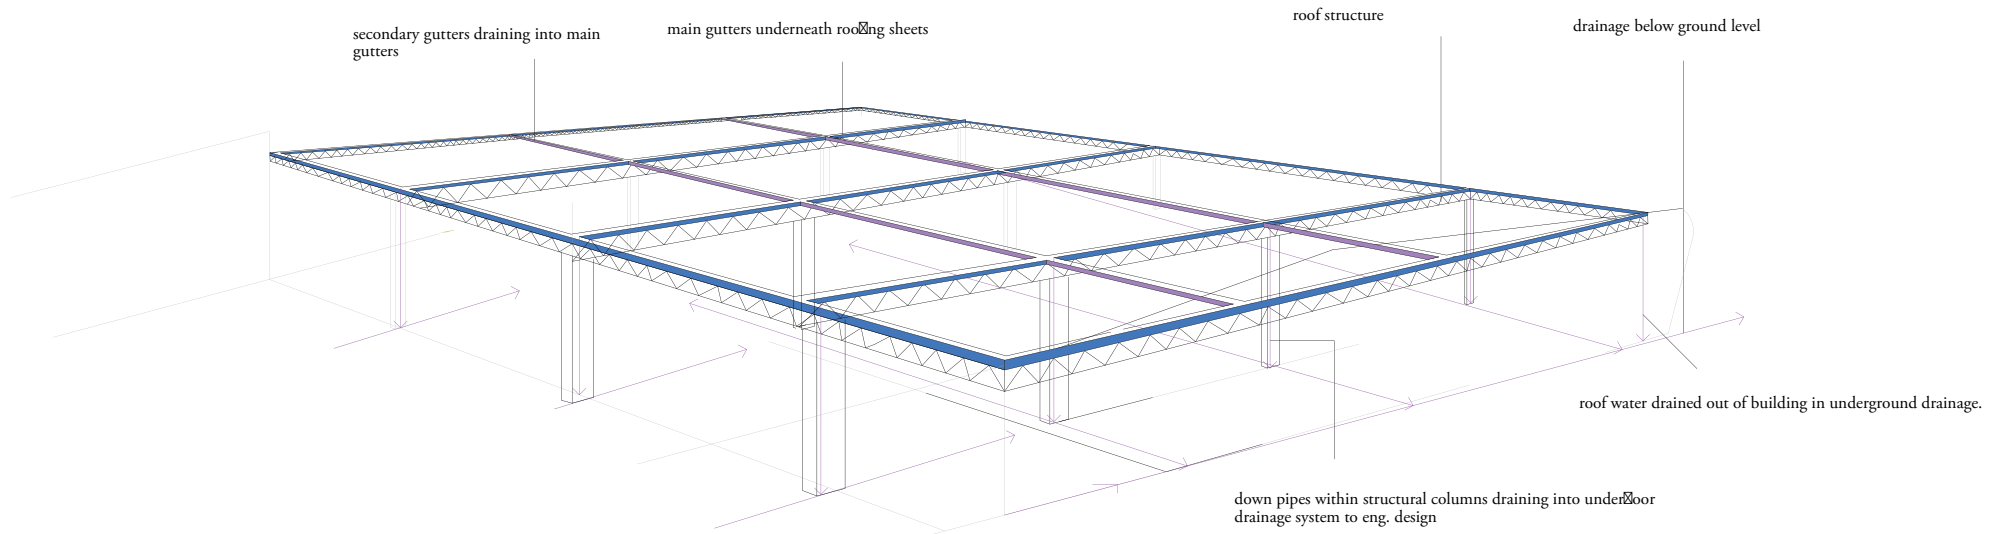 secondary gutters draining into main
gutters
main gutters underneath roo☒ng sheets
roof structure
drainage below ground level
roof water drained out of building in underground drainage.
down pipes within structural columns draining into under☒oor
drainage system to eng. design